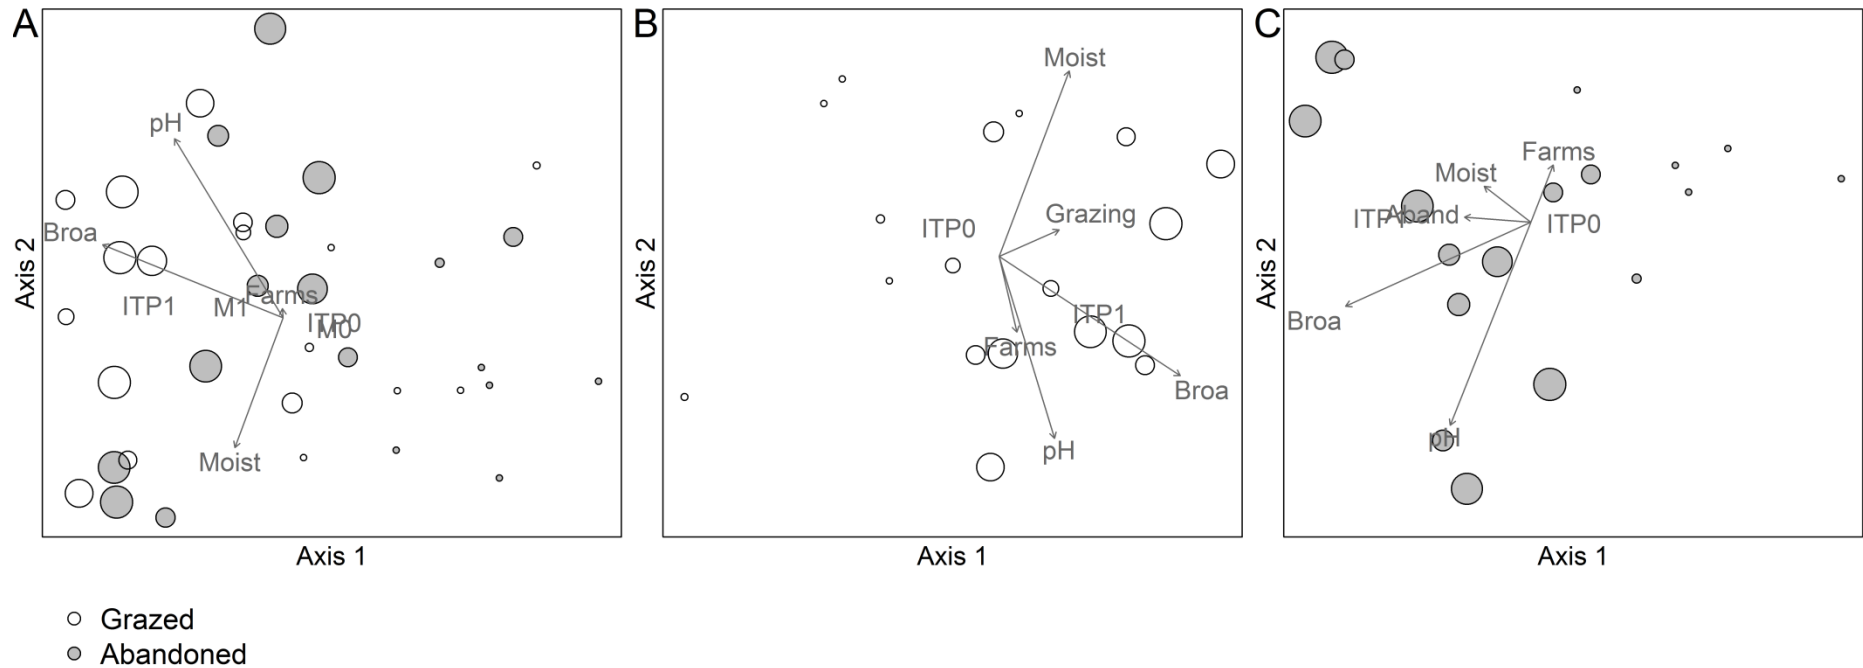 A
pH
Broa
ITP1
M1
Farms
ITP0
M0
Moist
Axis 2
Axis 1
B
Moist
Grazing
ITP0
ITP1
Farms
Broa
pH
Axis 2
Axis 1
C
Farms
Moist
ITP1
Aband
ITP0
Broa
pH
Axis 2
Axis 1
Grazed
Abandoned